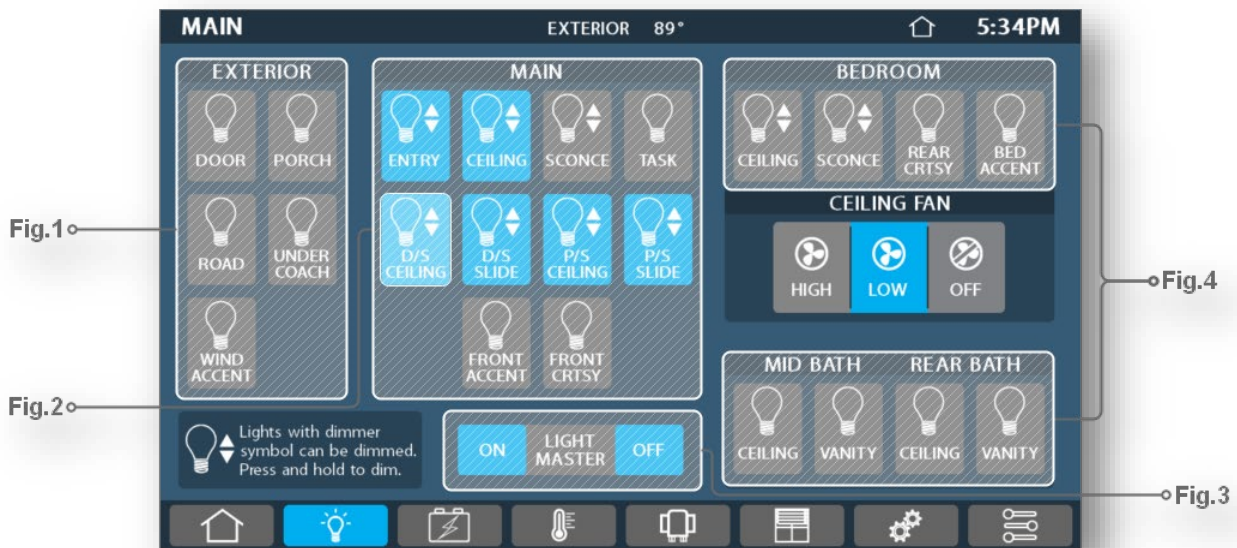 MAIN
EXTERIOR 89°
5:34PM
EXTERIOR
DOOR
PORCH
ROAD
UNDER
COACH
WIND
ACCENT
MAIN
ENTRY
CEILING
SCONCE
TASK
D/S
CEILING
D/S
SLIDE
P/S
CEILING
P/S
SLIDE
FRONT
ACCENT
FRONT
CRTSY
BEDROOM
CEILING
SCONCE
REAR
CRTSY
BED
ACCENT
CEILING FAN
HIGH
LOW
OFF
MID BATH
REAR BATH
CEILING
VANITY
CEILING
VANITY
Lights with dimmer
symbol can be dimmed.
Press and hold to dim.
ON
LIGHT
MASTER
OFF
Fig.1
Fig.2
Fig.4
Fig.3